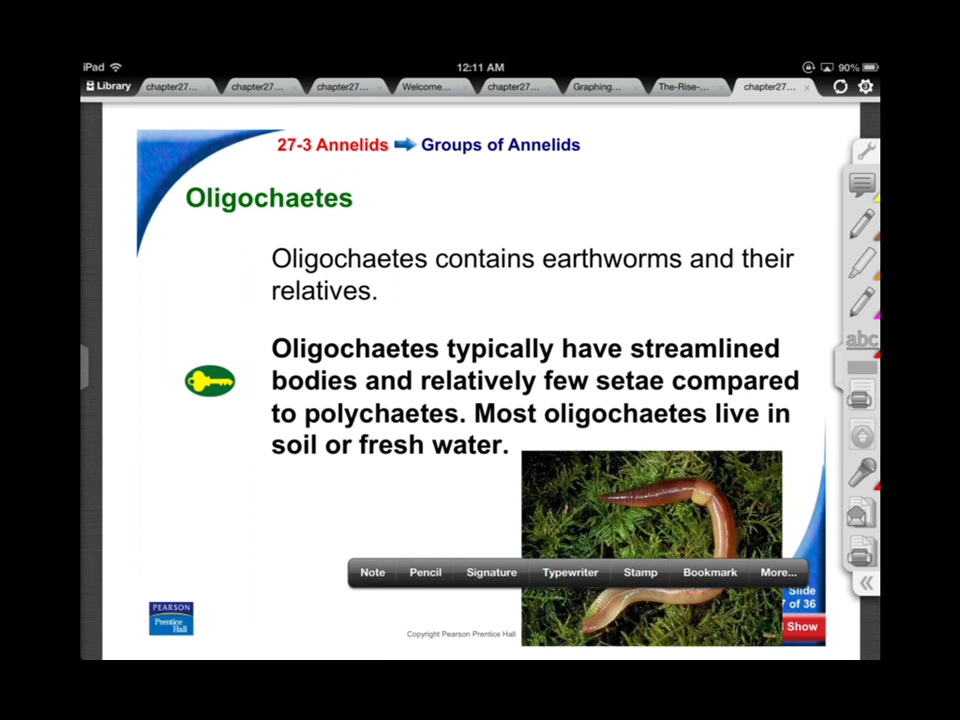 iPad
12:11 AM
90%
Library
chapter27...
chapter27...
chapter27...
Welcome...
chapter27...
Graphing...
The-Rise-...
chapter27...
27-3 Annelids Groups of Annelids
Oligochaetes
Oligochaetes contains earthworms and their
relatives.
Oligochaetes typically have streamlined
bodies and relatively few setae compared
to polychaetes. Most oligochaetes live in
soil or fresh water.
abc
Note Pencil Signature Typewriter Stamp Bookmark More...
Slide
7 of 36
Show
PEARSON
Prentice
Hall
Copyright Pearson Prentice Hall